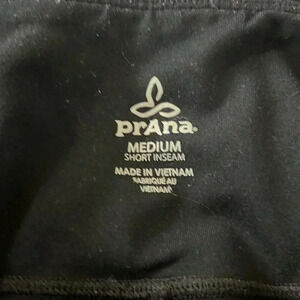 prAna
MEDIUM
SHORT INSEAM
MADE IN VIETNAM
FABRIQUÉ AU
VIETNAM